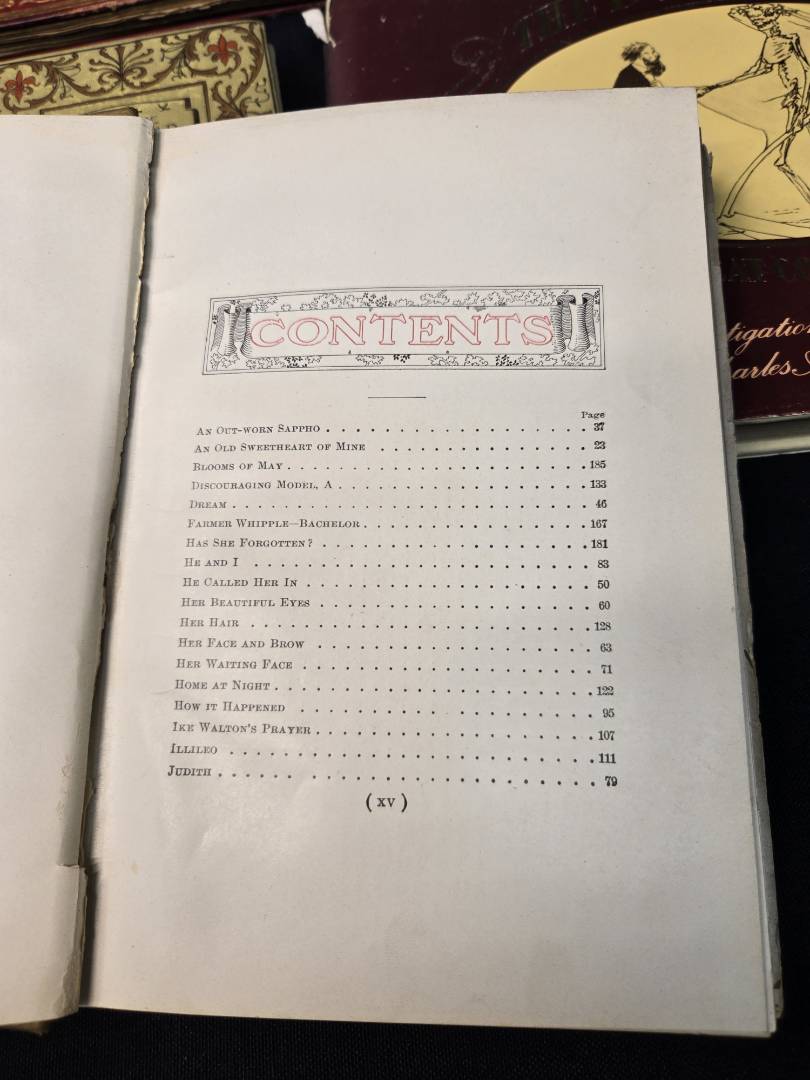 CONTENTS
Page
An Out-worn Sappho . . . . . . . . . . . . . . . . . . . 37
An Old Sweetheart of Mine . . . . . . . . . . . . . . . 23
Blooms of May . . . . . . . . . . . . . . . . . . . . . 185
Discouraging Model, A . . . . . . . . . . . . . . . . . 133
Dream . . . . . . . . . . . . . . . . . . . . . . . . . 46
Farmer Whipple—Bachelor . . . . . . . . . . . . . . . . 167
Has She Forgotten? . . . . . . . . . . . . . . . . . . . 181
He and I . . . . . . . . . . . . . . . . . . . . . . . . 83
He Called Her In . . . . . . . . . . . . . . . . . . . . 50
Her Beautiful Eyes . . . . . . . . . . . . . . . . . . . 60
Her Hair . . . . . . . . . . . . . . . . . . . . . . . . 128
Her Face and Brow . . . . . . . . . . . . . . . . . . . 63
Her Waiting Face . . . . . . . . . . . . . . . . . . . . 71
Home at Night . . . . . . . . . . . . . . . . . . . . . 122
How it Happened . . . . . . . . . . . . . . . . . . . . 95
Ike Walton's Prayer . . . . . . . . . . . . . . . . . . 107
Illileo . . . . . . . . . . . . . . . . . . . . . . . . 111
Judith . . . . . . . . . . . . . . . . . . . . . . . . . 79
(xv)
THE